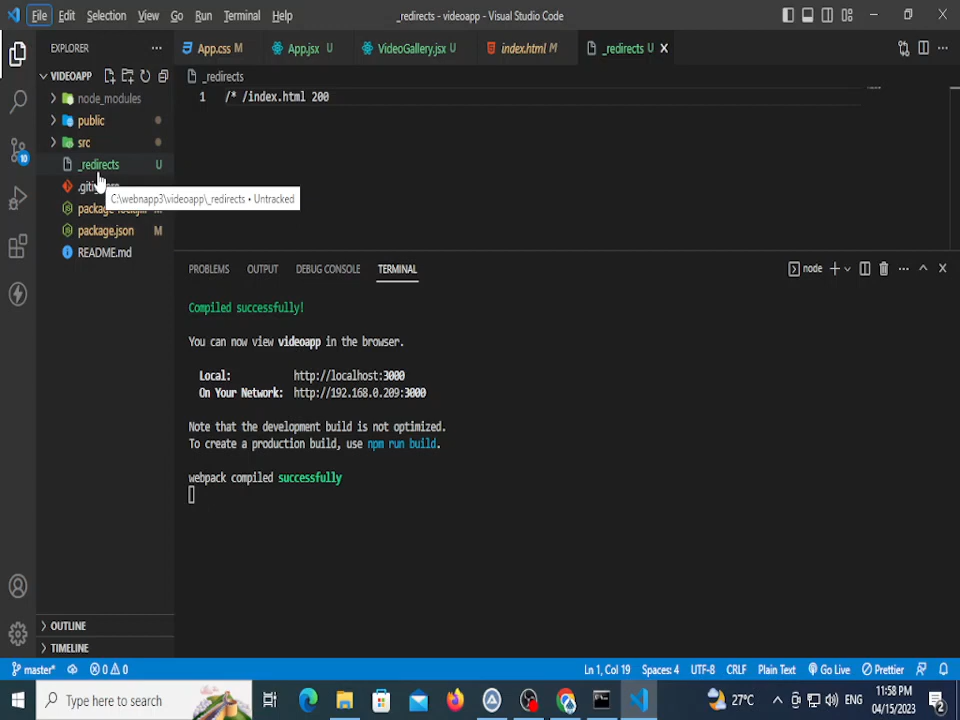 File Edit Selection View Go Run Terminal Help
_redirects - videoapp - Visual Studio Code
EXPLORER
App.css M
App.jsx U
VideoGallery.jsx U
index.html M
_redirects U
VIDEOAPP
_redirects
node_modules
public
src
_redirects U
package.json M
README.md
C:\webnapp3\videoapp\_redirects • Untracked
1 /* /index.html 200
PROBLEMS OUTPUT DEBUG CONSOLE TERMINAL
node
Compiled successfully!
You can now view videoapp in the browser.
Local: http://localhost:3000
On Your Network: http://192.168.0.209:3000
Note that the development build is not optimized.
To create a production build, use npm run build.
webpack compiled successfully
10
OUTLINE
TIMELINE
master* 0 0
Ln 1, Col 19 Spaces: 4 UTF-8 CRLF Plain Text Go Live Prettier
Type here to search
27°C
ENG
11:58 PM
04/15/2023
2